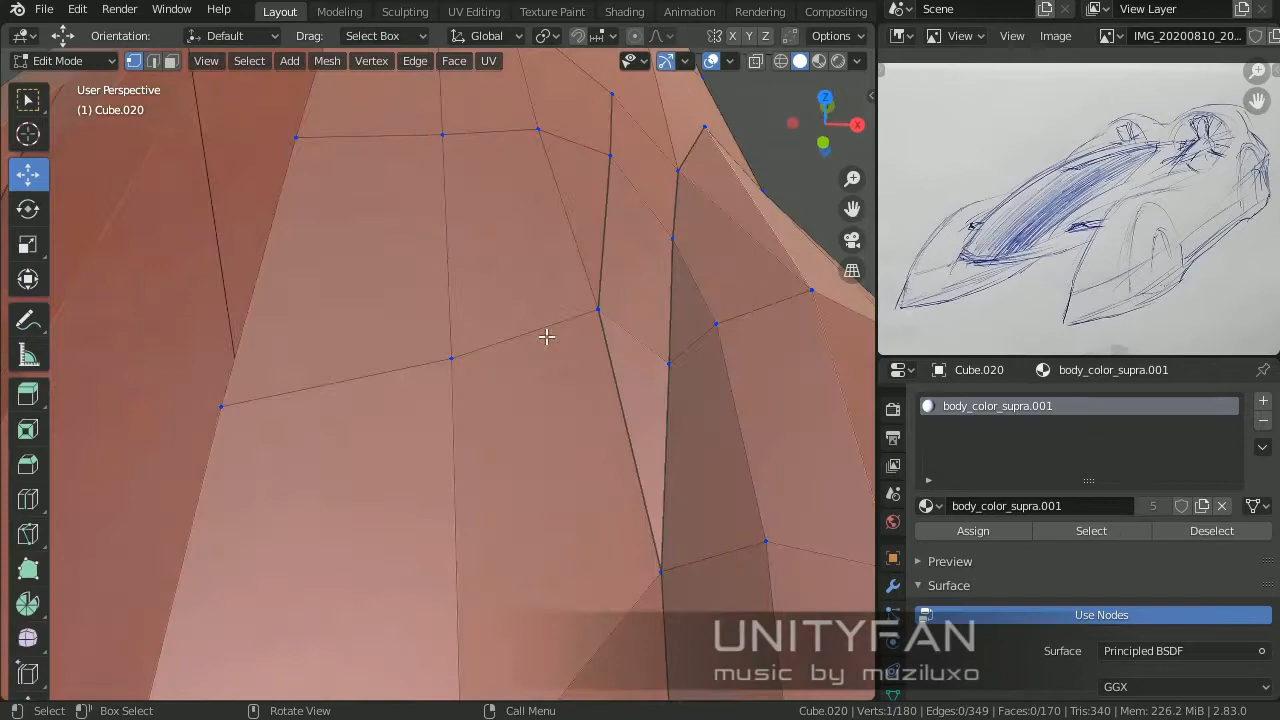 File Edit Render Window Help Layout Modeling Sculpting UV Editing Texture Paint Shading Animation Rendering Compositing Scene View Layer
Orientation: Default Drag: Select Box Global X Y Z Options View View Image IMG_20200810_20...
Edit Mode View Select Add Mesh Vertex Edge Face UV
User Perspective
(1) Cube.020
Z
X
Cube.020 body_color_supra.001
body_color_supra.001
body_color_supra.001 5
Assign Select Deselect
Preview
Surface
Use Nodes
Surface Principled BSDF
GGX
UNITYFAN
music by muziluxo
Select Box Select Rotate View Call Menu Cube.020 | Verts:1/180 | Edges:0/349 | Faces:0/170 | Tris:340 | Mem: 226.2 MiB | 2.83.0